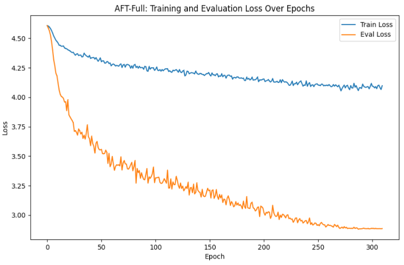 AFT-Full: Training and Evaluation Loss Over Epochs
Train Loss
Eval Loss
4.50
4.25
4.00
3.75
3.50
3.25
3.00
Loss
0
50
100
150
200
250
300
Epoch